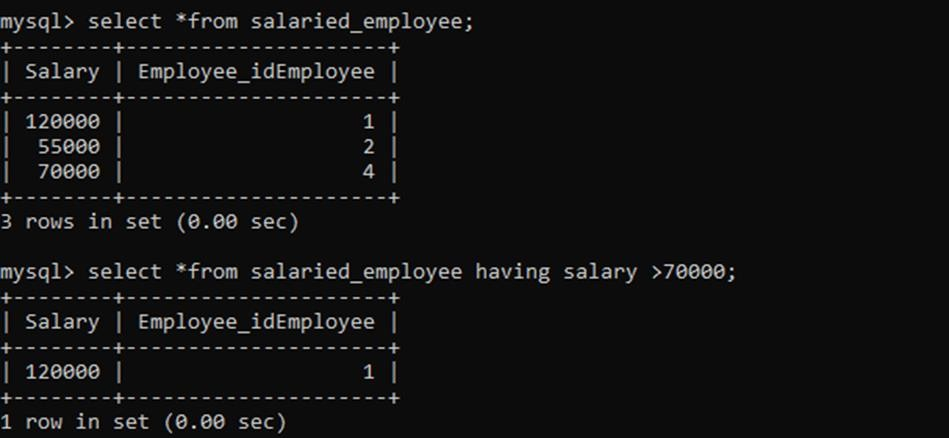 mysql> select *from salaried_employee;
+--------+---------------------+
| Salary | Employee_idEmployee |
+--------+---------------------+
| 120000 |                   1 |
|  55000 |                   2 |
|  70000 |                   4 |
+--------+---------------------+
3 rows in set (0.00 sec)

mysql> select *from salaried_employee having salary >70000;
+--------+---------------------+
| Salary | Employee_idEmployee |
+--------+---------------------+
| 120000 |                   1 |
+--------+---------------------+
1 row in set (0.00 sec)